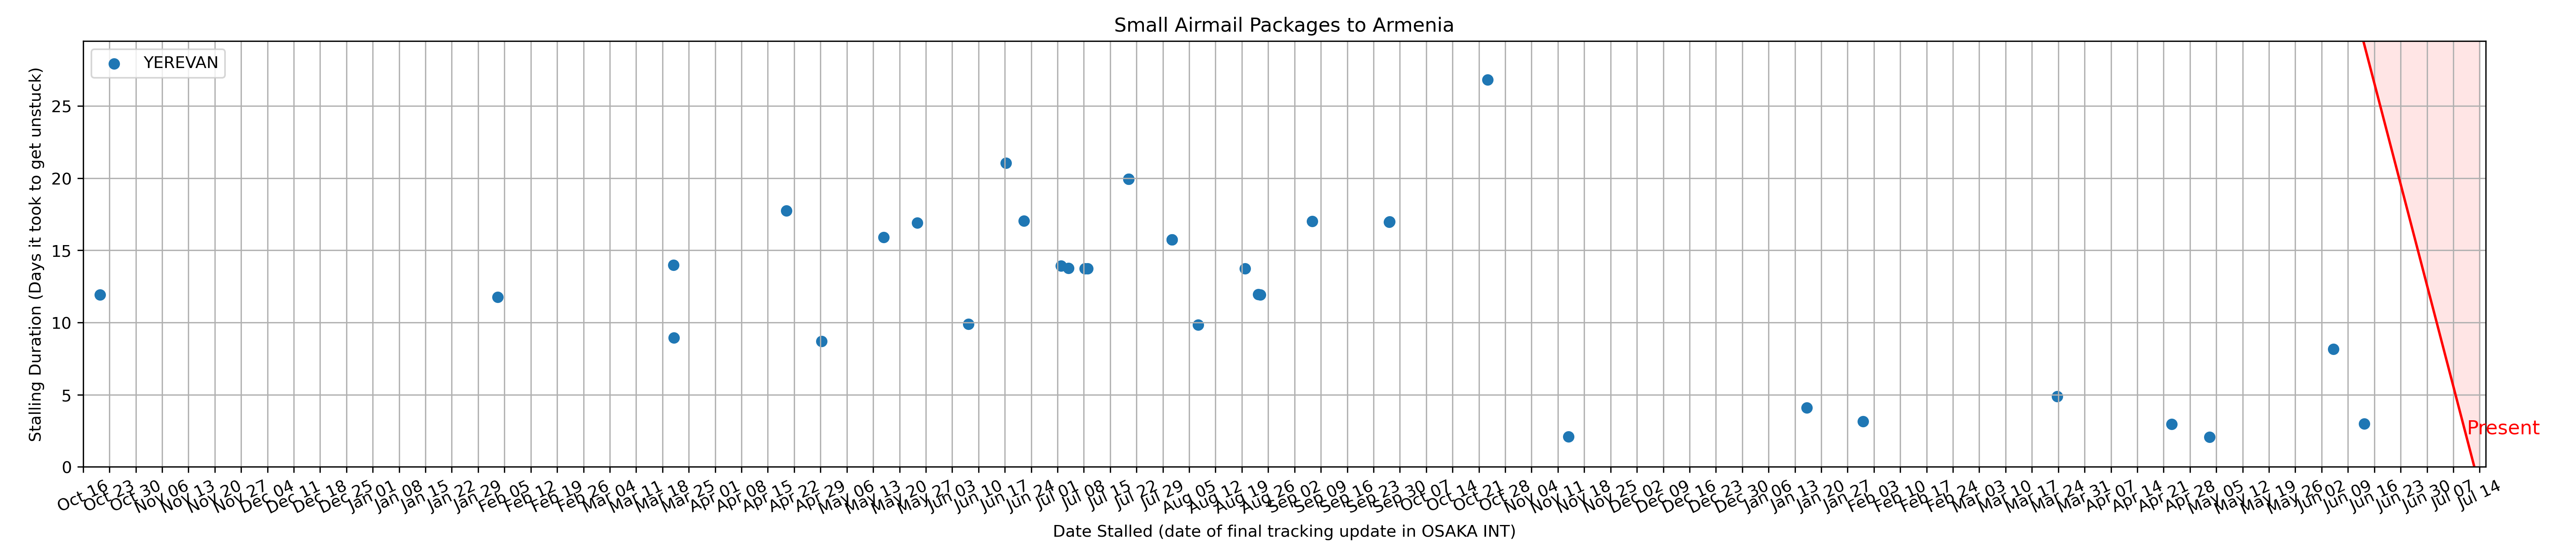 Small Airmail Packages to Armenia
YEREVAN
Stalling Duration (Days it took to get unstuck)
25
20
15
10
5
0
Present
Oct 16
Oct 23
Oct 30
Nov 06
Nov 13
Nov 20
Nov 27
Dec 04
Dec 11
Dec 18
Dec 25
Jan 01
Jan 08
Jan 15
Jan 22
Jan 29
Feb 05
Feb 12
Feb 19
Feb 26
Mar 04
Mar 11
Mar 18
Mar 25
Apr 01
Apr 08
Apr 15
Apr 22
Apr 29
May 06
May 13
May 20
May 27
Jun 03
Jun 10
Jun 17
Jun 24
Jul 01
Jul 08
Jul 15
Jul 22
Jul 29
Aug 05
Aug 12
Aug 19
Aug 26
Sep 02
Sep 09
Sep 16
Sep 23
Sep 30
Oct 07
Oct 14
Oct 21
Oct 28
Nov 04
Nov 11
Nov 18
Nov 25
Dec 02
Dec 09
Dec 16
Dec 23
Dec 30
Jan 06
Jan 13
Jan 20
Jan 27
Feb 03
Feb 10
Feb 17
Feb 24
Mar 03
Mar 10
Mar 17
Mar 24
Mar 31
Apr 07
Apr 14
Apr 21
Apr 28
May 05
May 12
May 19
May 26
Jun 02
Jun 09
Jun 16
Jun 23
Jun 30
Jul 07
Jul 14
Date Stalled (date of final tracking update in OSAKA INT)